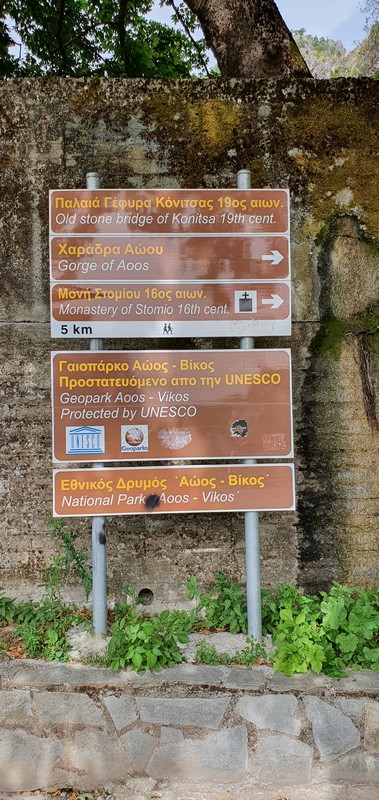 Παλαιά Γέφυρα Κόνιτσας 19ος αιων.
Old stone bridge of Konitsa 19th cent.
Χαράδρα Αώου
Gorge of Aoos
Μονή Στομίου 16ος αιων.
Monastery of Stomio 16th cent.
5 km
Γαιοπάρκο Αώος - Βίκος
Προστατευόμενο απο την UNESCO
Geopark Aoos - Vikos
Protected by UNESCO
UNESCO
Geoparks
Εθνικός Δρυμός `Αώος - Βίκος´
National Park `Aoos - Vikos´